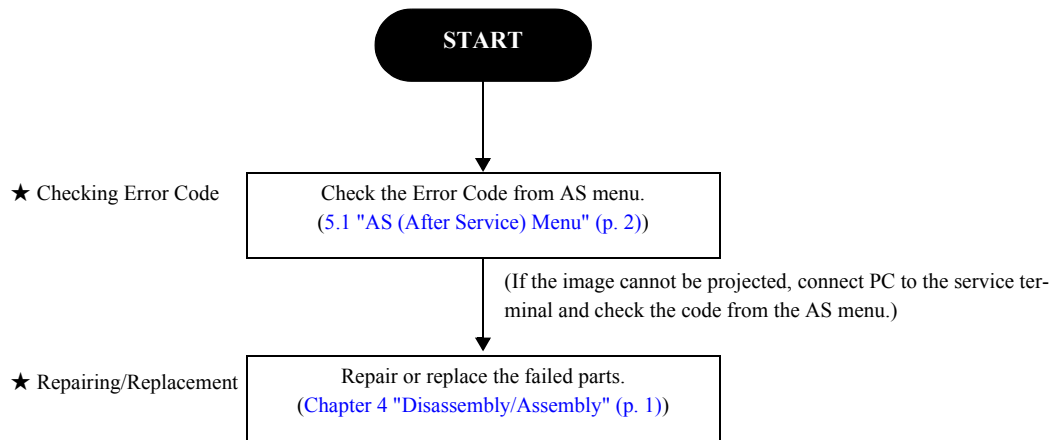 START
★ Checking Error Code
Check the Error Code from AS menu.
(5.1 "AS (After Service) Menu" (p. 2))
(If the image cannot be projected, connect PC to the service ter-
minal and check the code from the AS menu.)
★ Repairing/Replacement
Repair or replace the failed parts.
(Chapter 4 "Disassembly/Assembly" (p. 1))